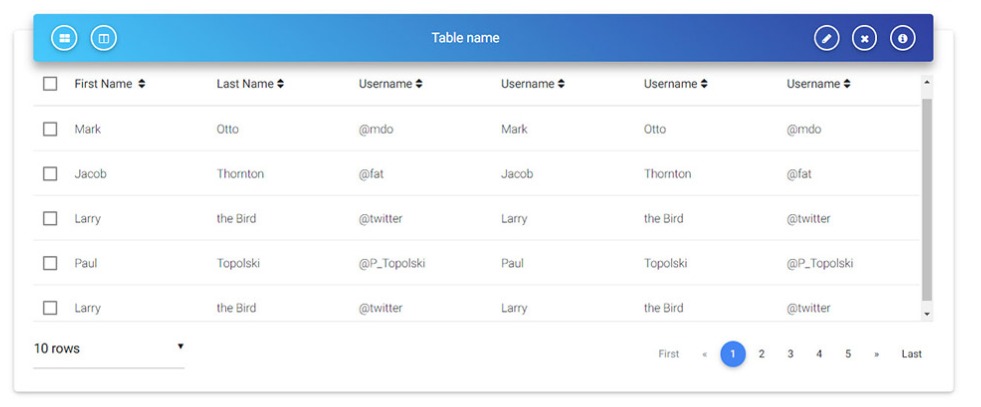 Table name
First Name Last Name Username Username Username Username
Mark Otto @mdo Mark Otto @mdo
Jacob Thornton @fat Jacob Thornton @fat
Larry the Bird @twitter Larry the Bird @twitter
Paul Topolski @P_Topolski Paul Topolski @P_Topolski
Larry the Bird @twitter Larry the Bird @twitter
10 rows First « 1 2 3 4 5 » Last